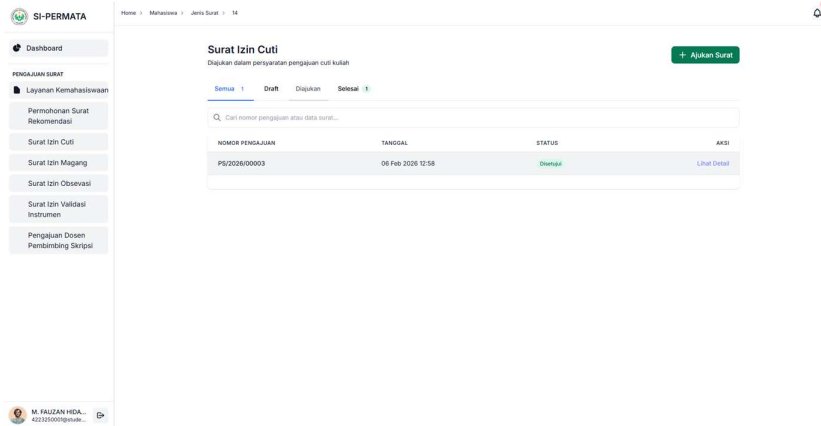 SI-PERMATA
Home > Mahasiswa > Jenis Surat > 14
Dashboard
PENGAJUAN SURAT
Layanan Kemahasiswaan
Permohonan Surat
Rekomendasi
Surat Izin Cuti
Surat Izin Magang
Surat Izin Obsevasi
Surat Izin Validasi
Instrumen
Pengajuan Dosen
Pembimbing Skripsi
M. FAUZAN HIDA...
4223250001@stude...
Surat Izin Cuti
Diajukan dalam persyaratan pengajuan cuti kuliah
+ Ajukan Surat
Semua 1 Draft Diajukan Selesai 1
Cari nomor pengajuan atau data surat...
NOMOR PENGAJUAN TANGGAL STATUS AKSI
PS/2026/00003 06 Feb 2026 12:58 Disetujui Lihat Detail